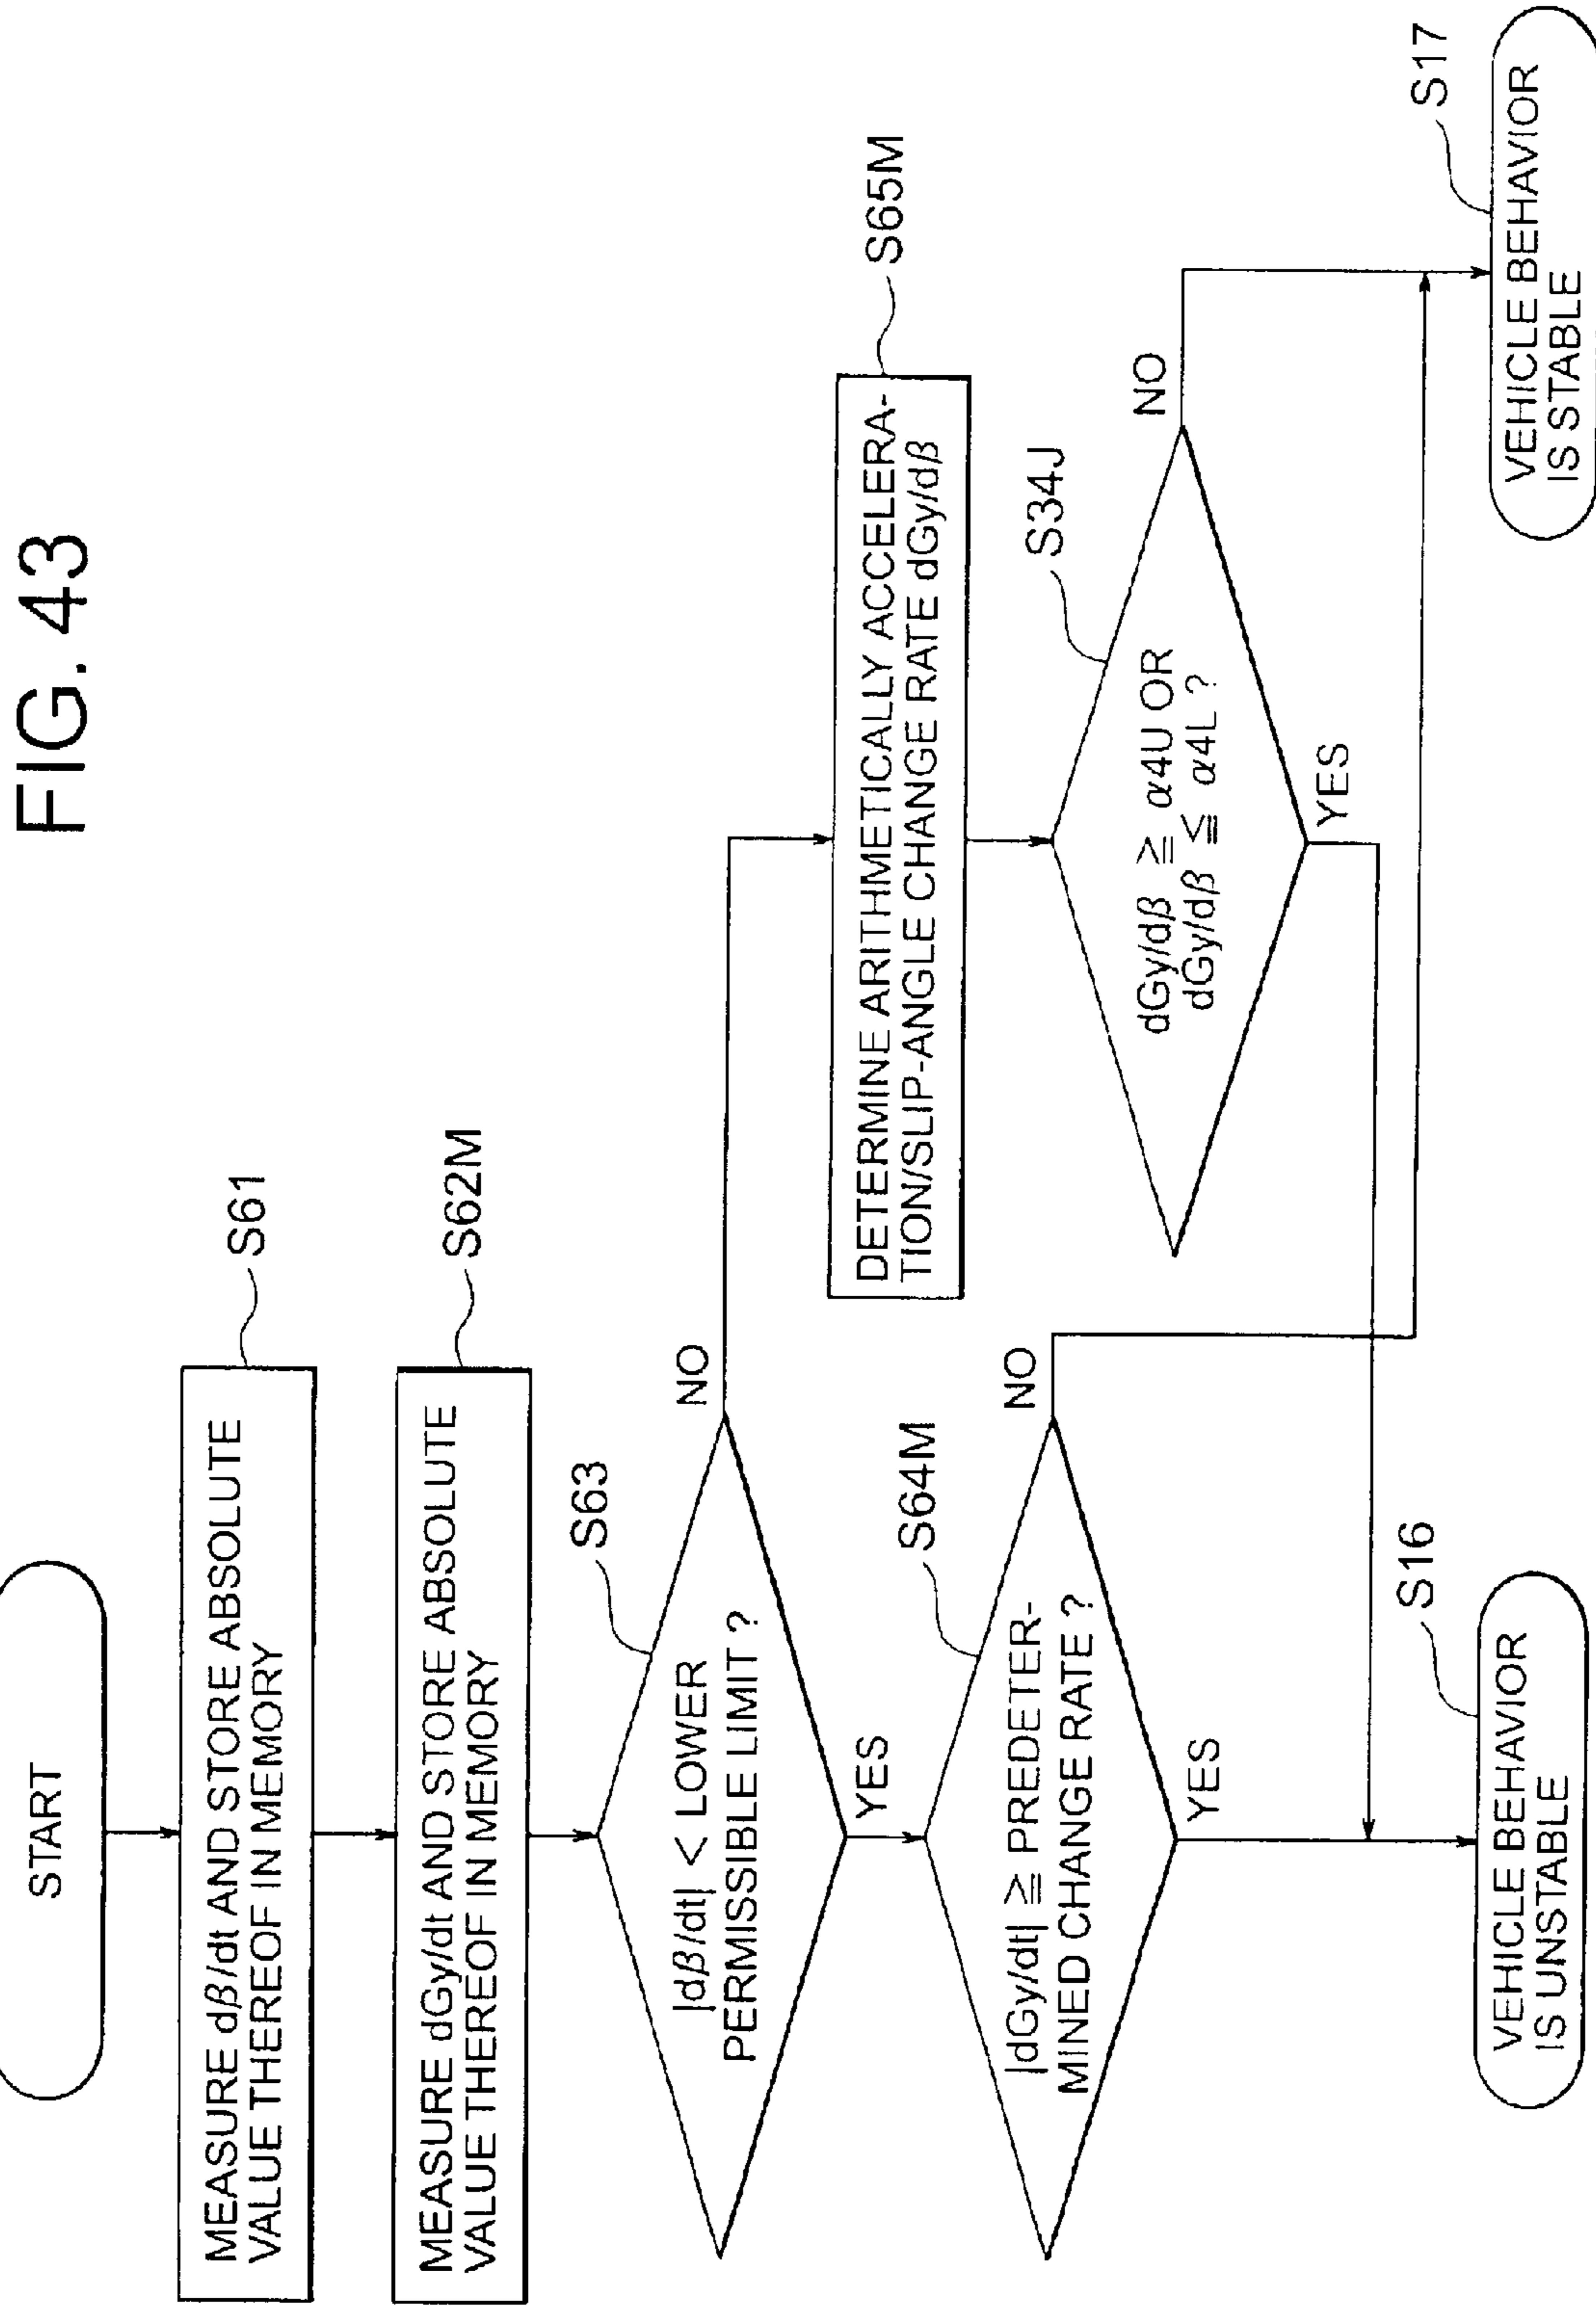 FIG. 43
START
MEASURE dβ/dt AND STORE ABSOLUTE
VALUE THEREOF IN MEMORY
S61
MEASURE dGy/dt AND STORE ABSOLUTE
VALUE THEREOF IN MEMORY
S62M
|dβ/dt| < LOWER
PERMISSIBLE LIMIT ?
S63
NO
YES
|dGy/dt| ≧ PREDETER-
MINED CHANGE RATE ?
S64M
NO
YES
DETERMINE ARITHMETICALLY ACCELERA-
TION/SLIP-ANGLE CHANGE RATE dGy/dβ
S65M
dGy/dβ ≧ α4U OR
dGy/dβ ≦ α4L ?
S34J
NO
YES
VEHICLE BEHAVIOR
IS UNSTABLE
S16
VEHICLE BEHAVIOR
IS STABLE
S17